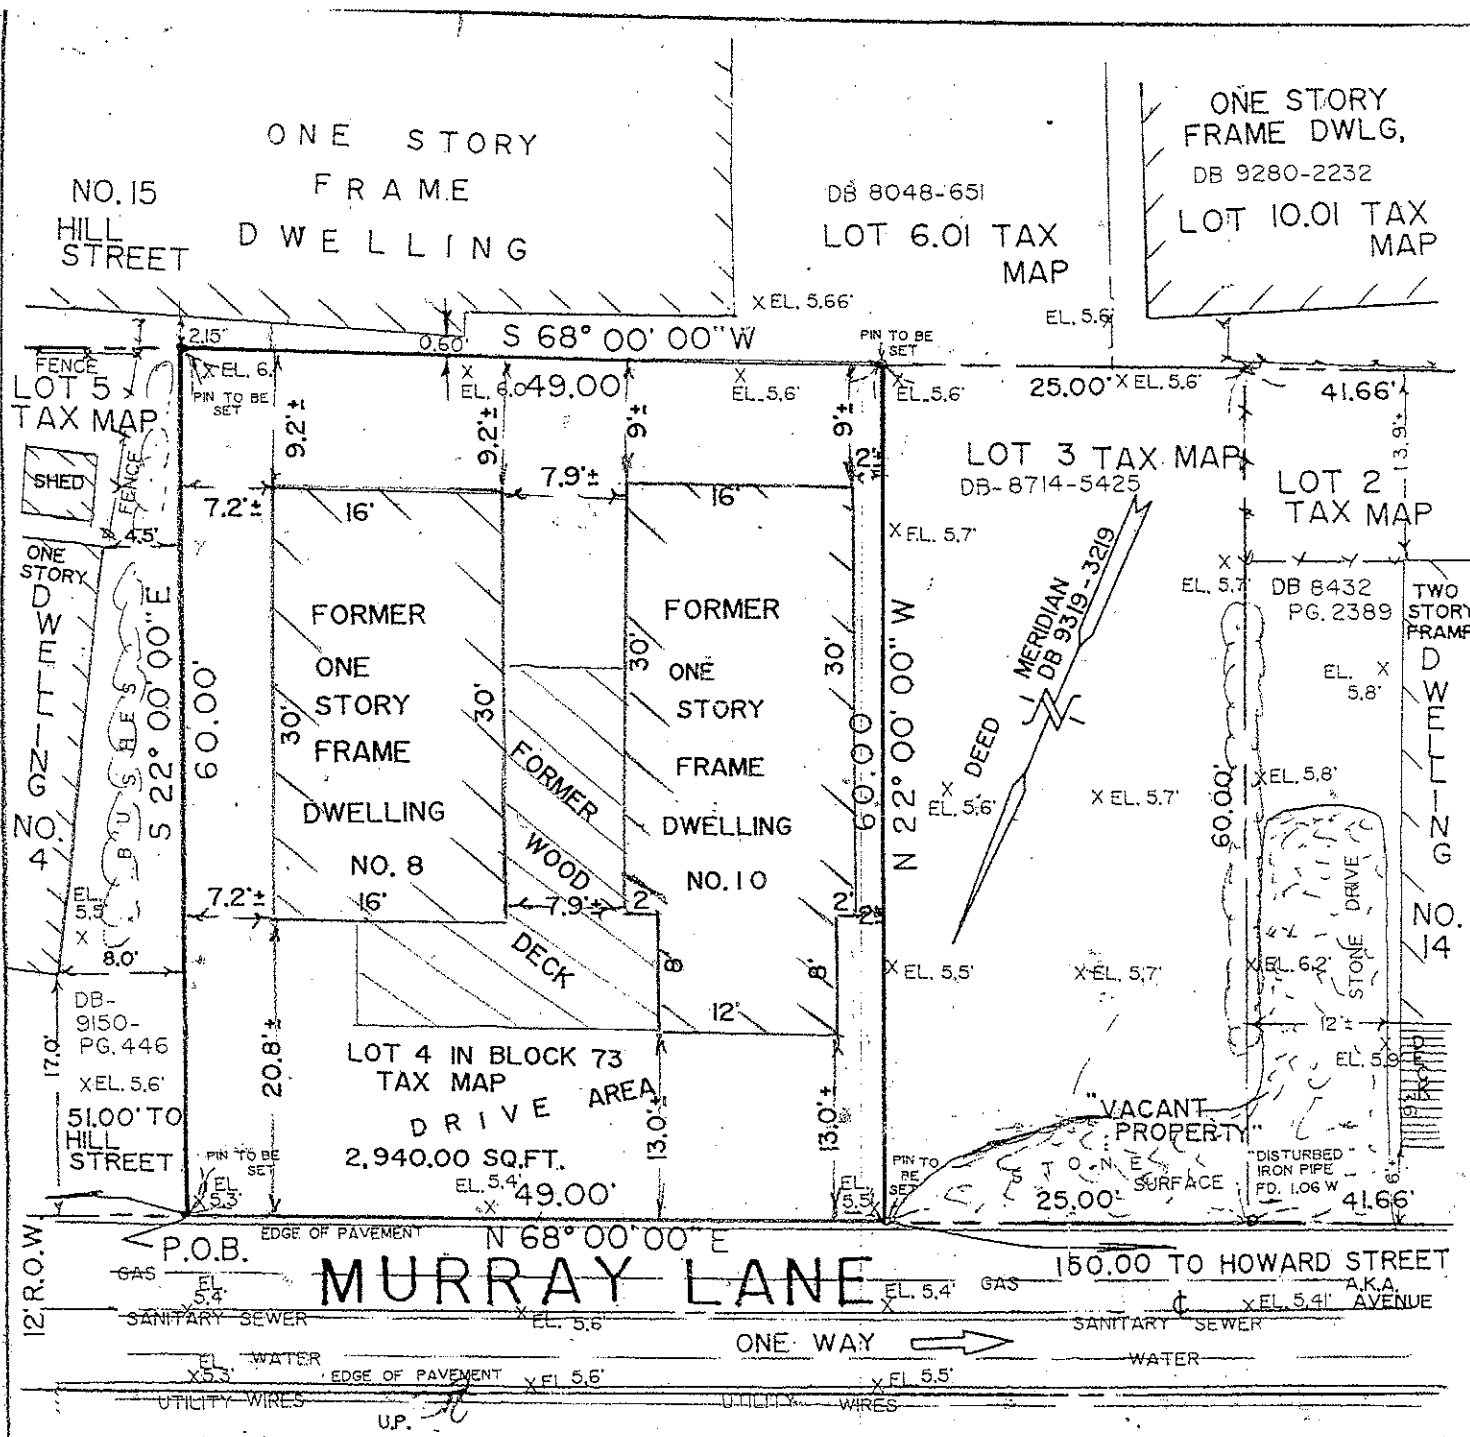 ONE STORY
FRAME
DWELLING
NO. 15
HILL
STREET
DB 8048-651
LOT 6.01 TAX
MAP
ONE STORY
FRAME DWLG,
DB 9280-2232
LOT 10.01 TAX
MAP
X EL. 5.66'
EL. 5.6'
2.15'
0.60'
S 68° 00' 00" W
PIN TO BE
SET
FENCE
LOT 5
TAX MAP
X EL. 6.
PIN TO BE
SET
X
EL. 6.0
49.00'
X
EL. 5.6'
X
EL. 5.6'
25.00'
X EL. 5.6'
41.66'
9.2'±
9.2'±
9'±
9'±
13.9'±
SHED
FENCE
4.5'
7.2'±
16'
7.9'±
16'
2'±
LOT 3 TAX MAP
DB-8714-5425
LOT 2
TAX MAP
X EL. 5.7'
X
EL. 5.7'
DB 8432
PG. 2389
ONE
STORY
DWELLING
NO.
4
BUSHES
S 22° 00' 00" E
60.00'
FORMER
ONE
STORY
FRAME
DWELLING
NO. 8
30'
30'
FORMER
ONE
STORY
FRAME
DWELLING
NO. 10
30'
30'
FORMER
WOOD
DECK
60.00
N 22° 00' 00" W
MERIDIAN
DB 9319-3219
DEED
X
EL. 5.6'
X EL. 5.7'
60.00'
X EL. 5.8'
EL. X
5.8'
TWO
STORY
FRAME
DWELLING
NO.
14
STONE DRIVE
EL.
5.5
X
8.0'
7.2'±
16'
7.9'±
2'
2'±
8'
8'
12'
X EL. 5.5'
X EL. 5.7'
X EL. 6.2'
12'±
EL. 5.9
X
DB-
9150-
PG. 446
17.0'
X EL. 5.6'
51.00' TO
HILL
STREET
20.8'±
LOT 4 IN BLOCK 73
TAX MAP
DRIVE AREA
2,940.00 SQ.FT.
13.0'±
13.0'±
PIN TO BE
SET
EL.
X 5.3'
EL. 5.4'
X
49.00'
N 68° 00' 00" E
EL.
5.5
X
PIN TO
BE
SET
"VACANT
PROPERTY"
STONE
SURFACE
25.00'
"DISTURBED
IRON PIPE
FD. 1.06 W
41.66'
12' R.O.W.
P.O.B.
EDGE OF PAVEMENT
MURRAY LANE
150.00 TO HOWARD STREET
A.K.A.
AVENUE
GAS
EL.
5.4'
X
EL. 5.4'
X
GAS
℄
X EL. 5.41'
SANITARY SEWER
X
EL. 5.6'
SANITARY SEWER
ONE WAY
EL.
X 5.3'
WATER
WATER
EDGE OF PAVEMENT
X EL 5.6'
X EL 5.5'
UTILITY WIRES
UTILITY WIRES
U.P.